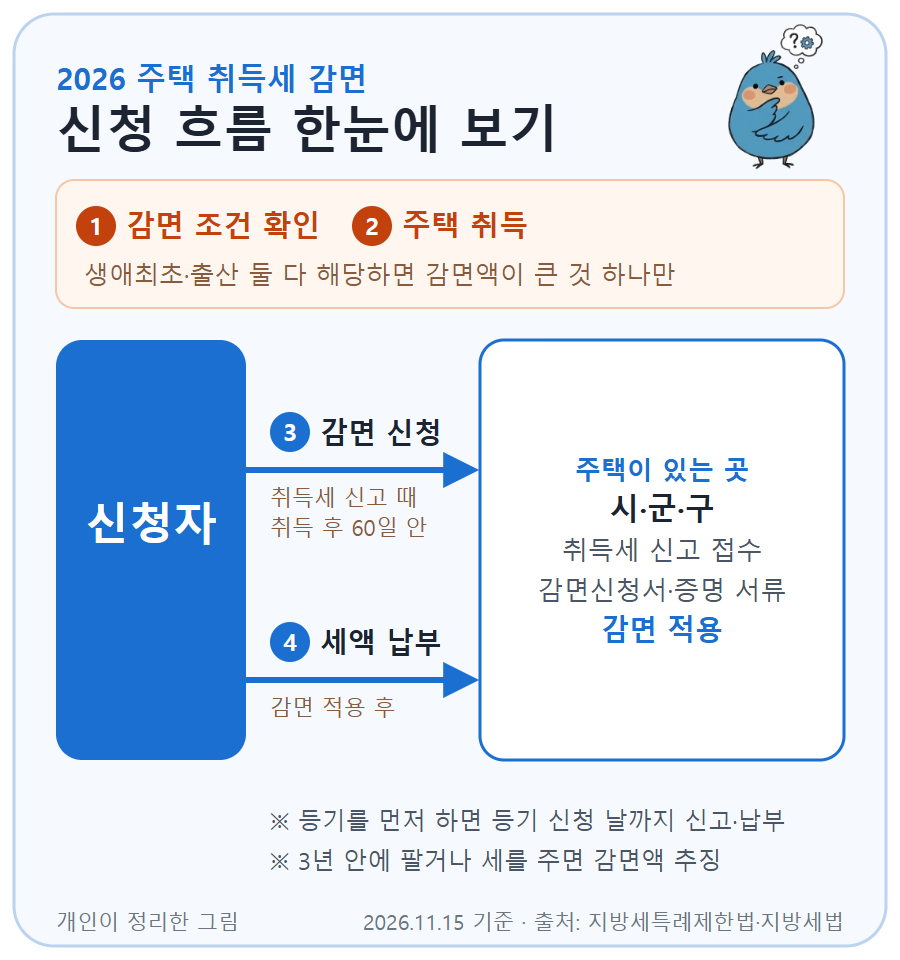 2026 주택 취득세 감면
신청 흐름 한눈에 보기
?
1 감면 조건 확인 2 주택 취득
생애최초·출산 둘 다 해당하면 감면액이 큰 것 하나만
신청자
3 감면 신청
취득세 신고 때
취득 후 60일 안
4 세액 납부
감면 적용 후
주택이 있는 곳
시·군·구
취득세 신고 접수
감면신청서·증명 서류
감면 적용
※ 등기를 먼저 하면 등기 신청 날까지 신고·납부
※ 3년 안에 팔거나 세를 주면 감면액 추징
개인이 정리한 그림
2026.11.15 기준 · 출처: 지방세특례제한법·지방세법